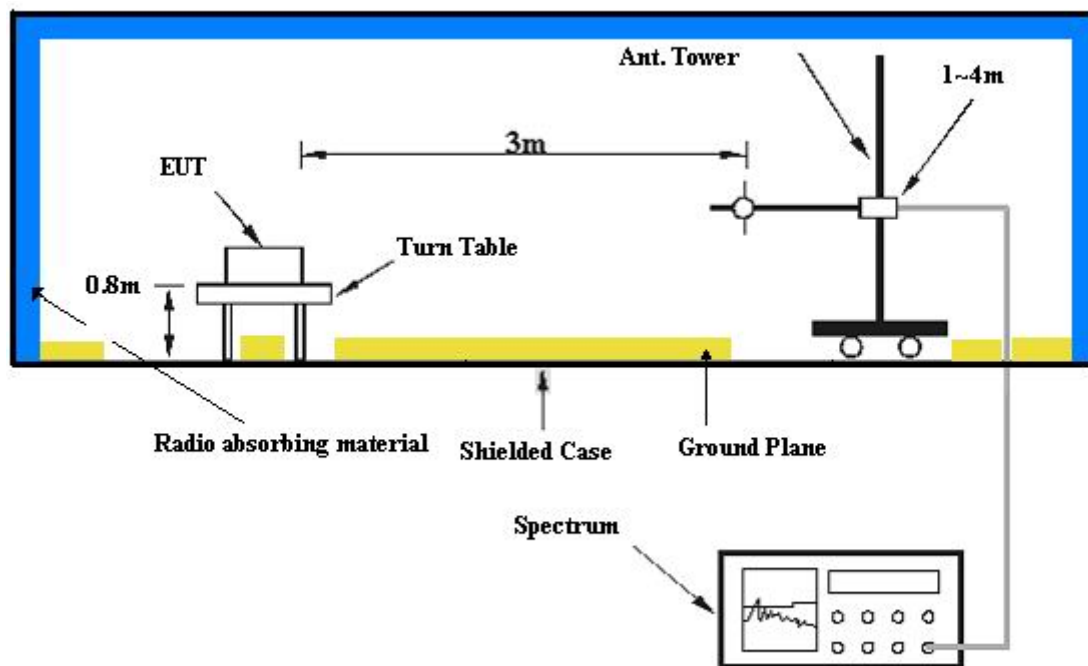 Ant. Tower
1~4m
3m
EUT
Turn Table
0.8m
Radio absorbing material
Shielded Case
Ground Plane
Spectrum